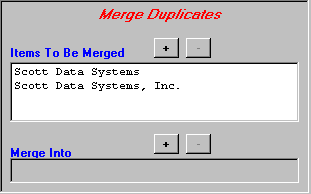 Merge Duplicates
Items To Be Merged + -
Scott Data Systems
Scott Data Systems, Inc.
Merge Into + -